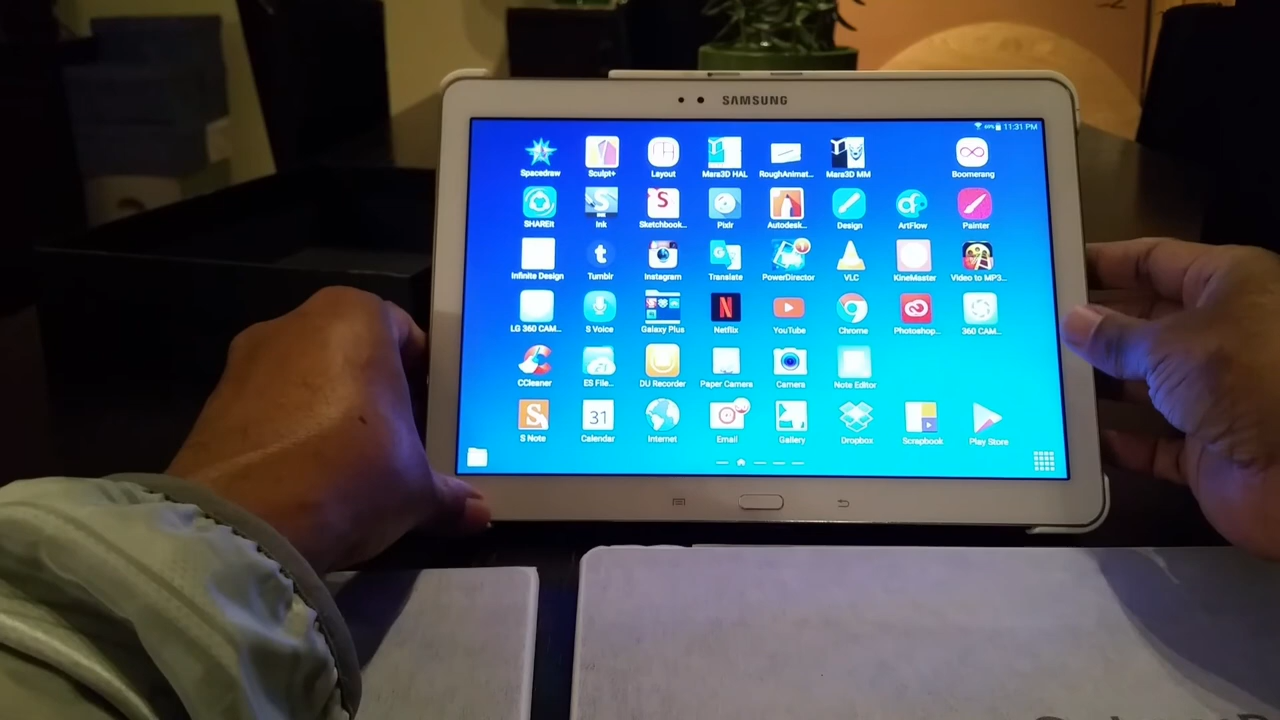 SAMSUNG
11:31 PM
Spacedraw Sculpt+ Layout Mara3D HAL RoughAnimat... Mara3D MM Boomerang
SHAREit Ink Sketchbook... Pixlr Autodesk... Design ArtFlow Painter
Infinite Design Tumblr Instagram Translate PowerDirector VLC KineMaster Video to MP3...
LG 360 CAM... S Voice Galaxy Plus Netflix YouTube Chrome Photoshop... 360 CAM...
CCleaner ES File... DU Recorder Paper Camera Camera Note Editor
31
S Note Calendar Internet Email Gallery Dropbox Scrapbook Play Store